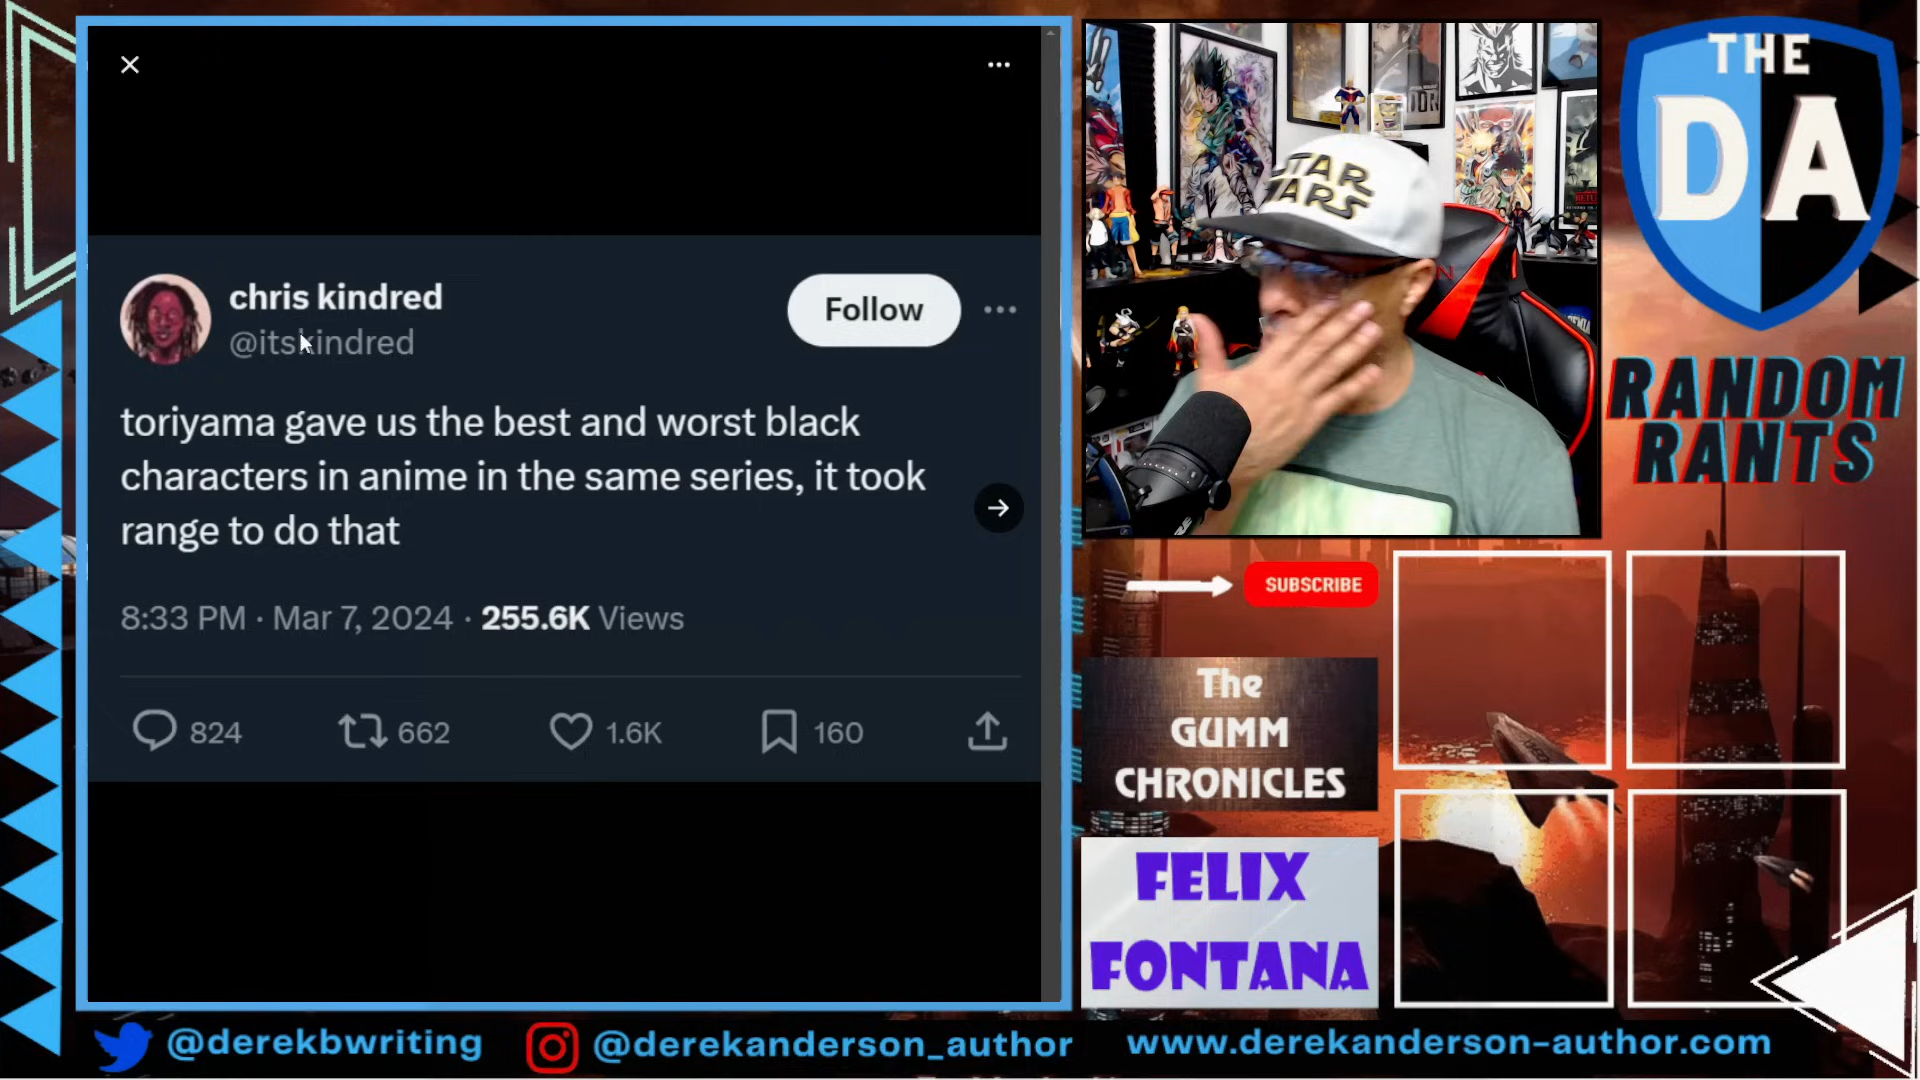 chris kindred
@itskindred
Follow
toriyama gave us the best and worst black
characters in anime in the same series, it took
range to do that
8:33 PM · Mar 7, 2024 · 255.6K Views
824
662
1.6K
160
STAR
WARS
THE
DA
RANDOM
RANTS
SUBSCRIBE
The
GUMM
CHRONICLES
FELIX
FONTANA
@derekbwriting
@derekanderson_author
www.derekanderson-author.com